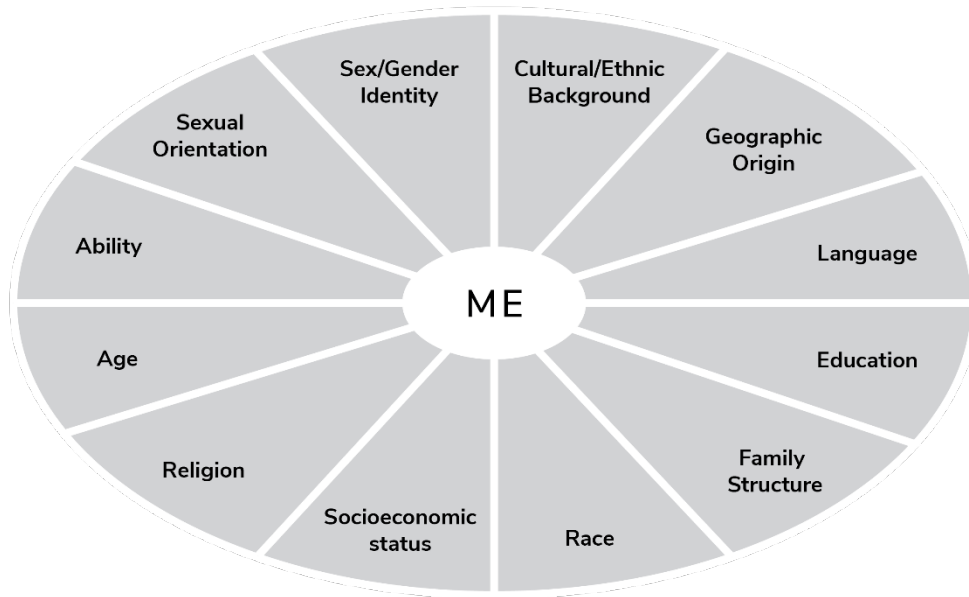 Sex/Gender
Identity
Cultural/Ethnic
Background
Geographic
Origin
Language
Education
Family
Structure
Race
Socioeconomic
status
Religion
Age
Ability
Sexual
Orientation
ME